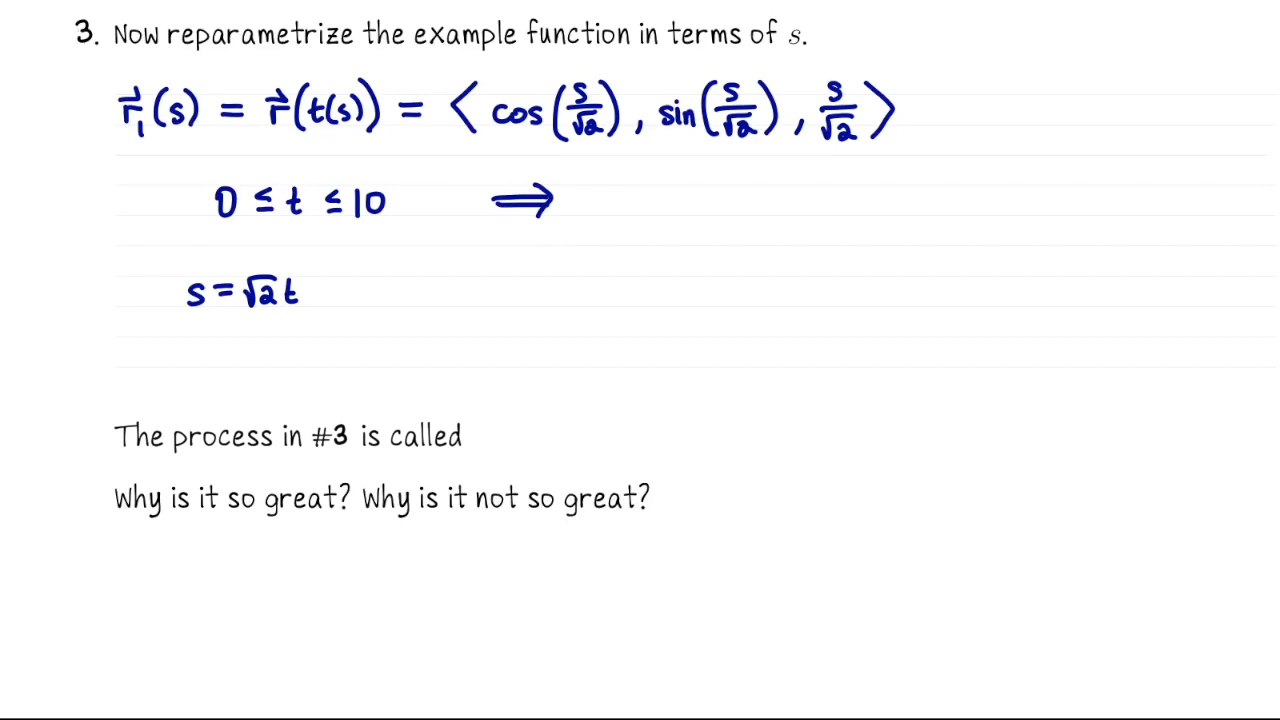 3. Now reparametrize the example function in terms of s.
r⃗₁(s) = r⃗(t(s)) = ⟨ cos(s/√2), sin(s/√2), s/√2 ⟩
0 ≤ t ≤ 10 ⟹
s = √2 t
The process in #3 is called
Why is it so great? Why is it not so great?